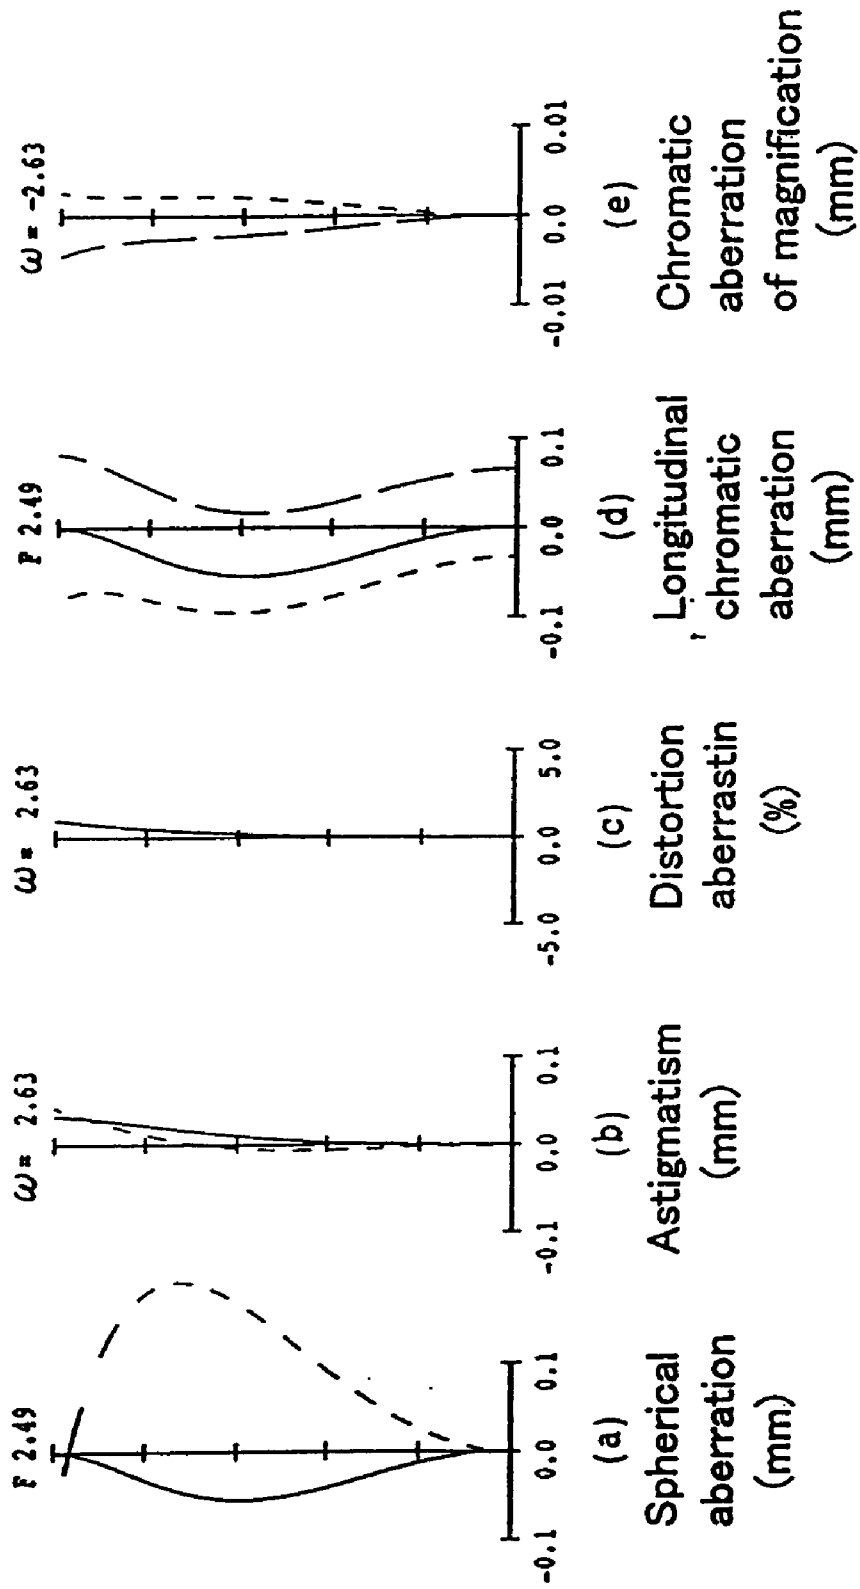 F 2.49
-0.1 0.0 0.1
(a)
Spherical
aberration
(mm)
ω= 2.63
-0.1 0.0 0.1
(b)
Astigmatism
(mm)
ω= 2.63
-5.0 0.0 5.0
(c)
Distortion
aberrastin
(%)
F 2.49
-0.1 0.0 0.1
(d)
Longitudinal
chromatic
aberration
(mm)
ω= -2.63
-0.01 0.0 0.01
(e)
Chromatic
aberration
of magnification
(mm)